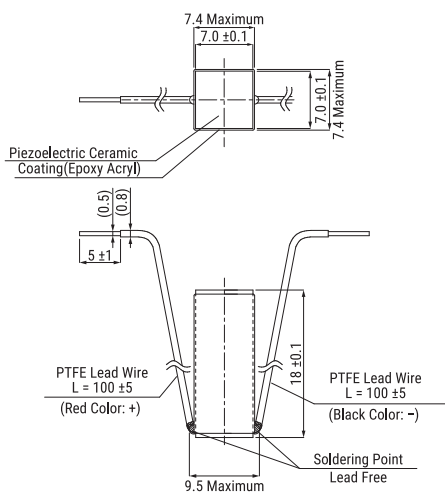 7.4 Maximum
7.0 ±0.1
7.0 ±0.1
7.4 Maximum
Piezoelectric Ceramic
Coating(Epoxy Acryl)
(0.5)
(0.8)
5 ±1
18 ±0.1
PTFE Lead Wire
L = 100 ±5
(Red Color: +)
PTFE Lead Wire
L = 100 ±5
(Black Color: −)
Soldering Point
Lead Free
9.5 Maximum